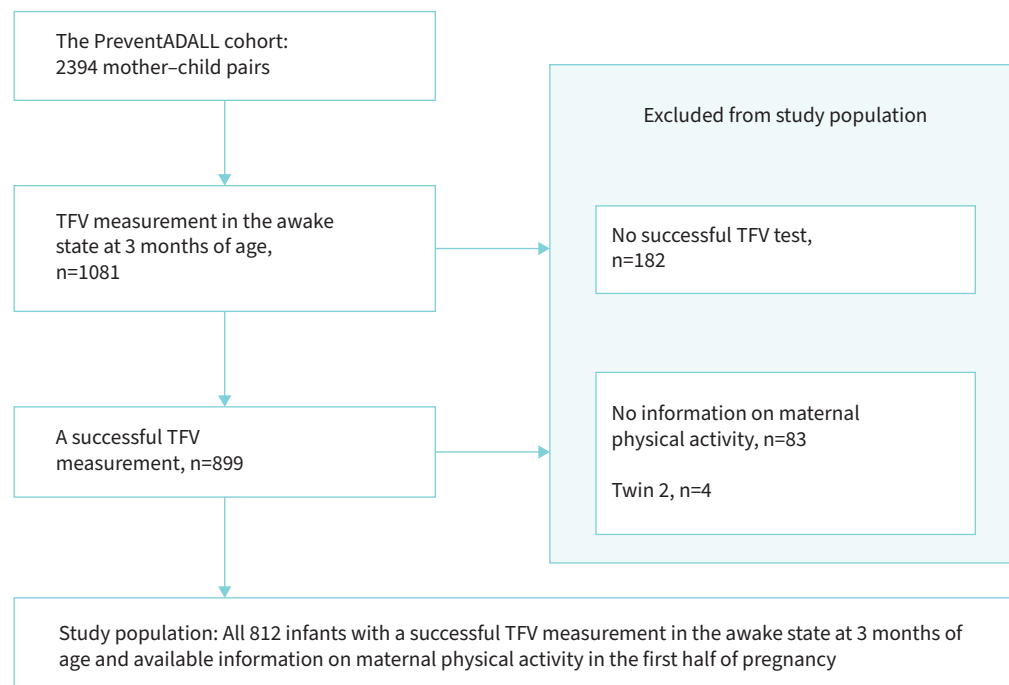 The PreventADALL cohort:
2394 mother–child pairs
Excluded from study population
TFV measurement in the awake
state at 3 months of age,
n=1081
No successful TFV test,
n=182
A successful TFV
measurement, n=899
No information on maternal
physical activity, n=83
Twin 2, n=4
Study population: All 812 infants with a successful TFV measurement in the awake state at 3 months of
age and available information on maternal physical activity in the first half of pregnancy